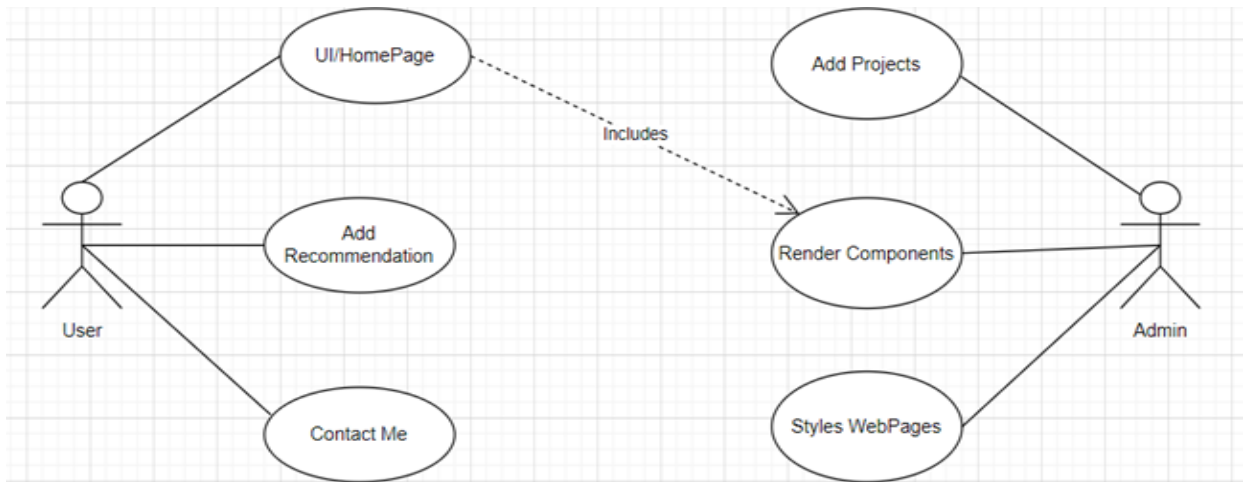 UI/HomePage
Add Projects
Includes
Add
Recommendation
Render Components
User
Admin
Contact Me
Styles WebPages